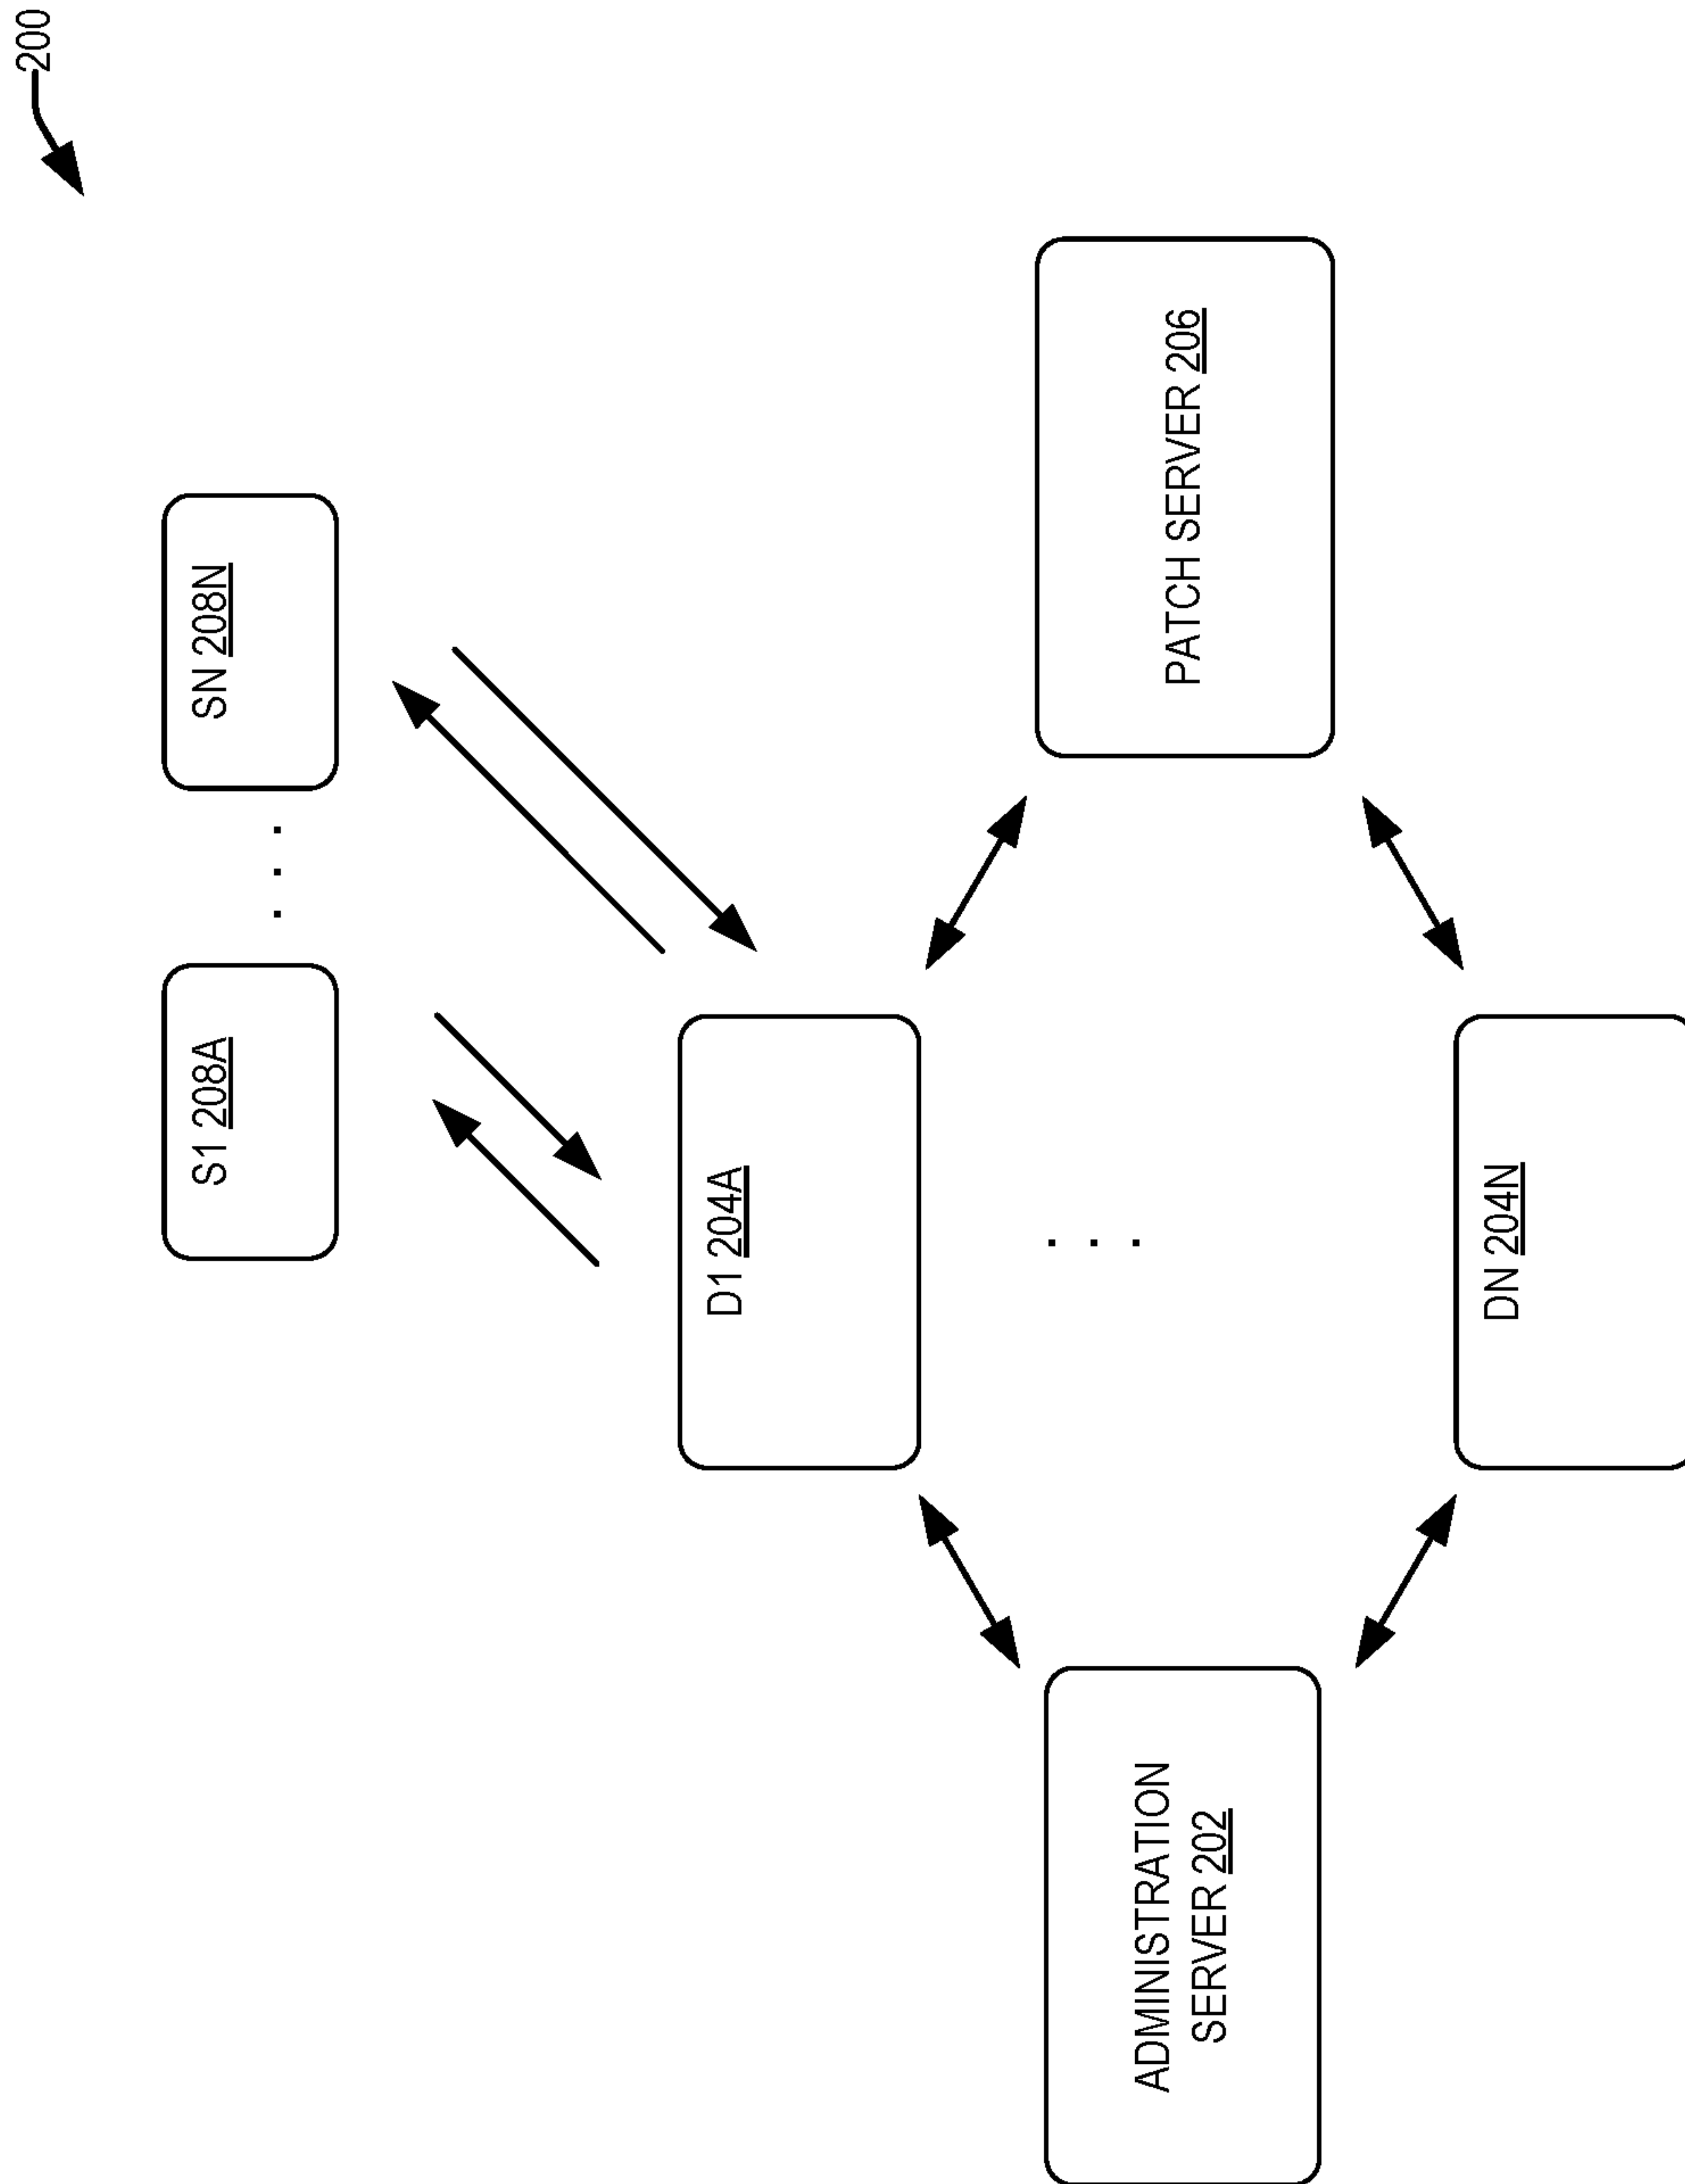 200
S1 208A
. . .
SN 208N
D1 204A
. . .
ADMINISTRATION
SERVER 202
PATCH SERVER 206
DN 204N